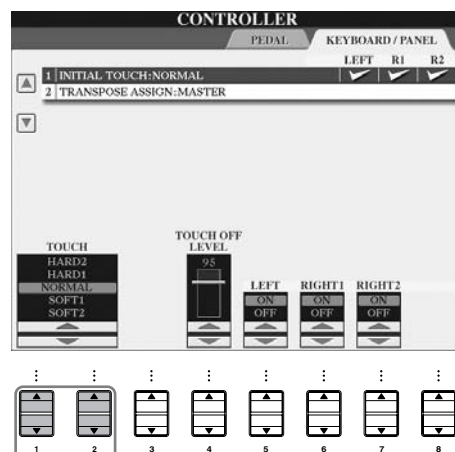 CONTROLLER
PEDAL KEYBOARD / PANEL
LEFT R1 R2
1 INITIAL TOUCH:NORMAL
2 TRANSPOSE ASSIGN:MASTER
TOUCH
HARD2
HARD1
NORMAL
SOFT1
SOFT2
TOUCH OFF
LEVEL
95
LEFT
ON
OFF
RIGHT1
ON
OFF
RIGHT2
ON
OFF
1 2 3 4 5 6 7 8